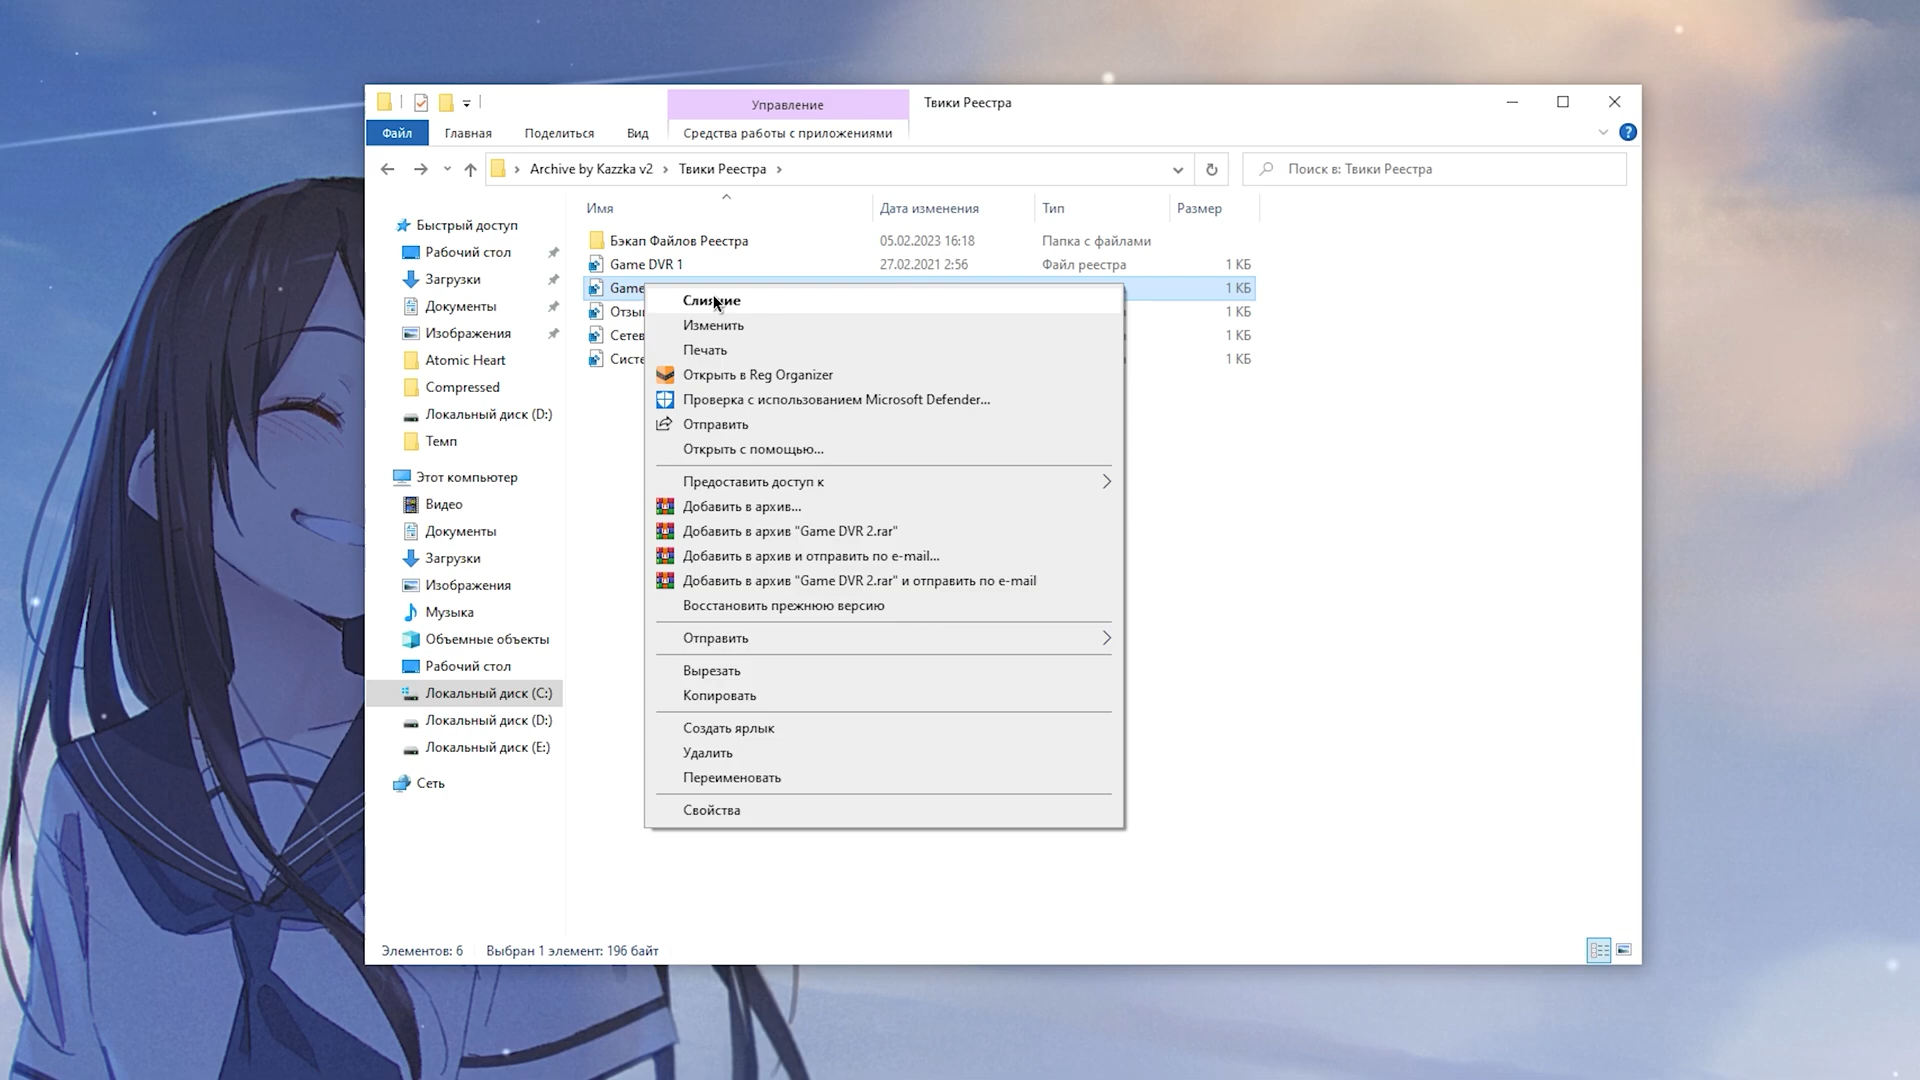 Управление
Твики Реестра
Файл
Главная
Поделиться
Вид
Средства работы с приложениями
Archive by Kazzka v2
Твики Реестра
Поиск в: Твики Реестра
Имя
Дата изменения
Тип
Размер
Бэкап Файлов Реестра
05.02.2023 16:18
Папка с файлами
Game DVR 1
27.02.2021 2:56
Файл реестра
1 КБ
Game
1 КБ
1 КБ
Сетев
1 КБ
Систе
1 КБ
Быстрый доступ
Рабочий стол
Загрузки
Документы
Изображения
Atomic Heart
Compressed
Локальный диск (D:)
Темп
Этот компьютер
Видео
Документы
Загрузки
Изображения
Музыка
Объемные объекты
Рабочий стол
Локальный диск (C:)
Локальный диск (D:)
Локальный диск (E:)
Сеть
Слияние
Изменить
Печать
Открыть в Reg Organizer
Проверка с использованием Microsoft Defender...
Отправить
Открыть с помощью...
Предоставить доступ к
Добавить в архив...
Добавить в архив "Game DVR 2.rar"
Добавить в архив и отправить по e-mail...
Добавить в архив "Game DVR 2.rar" и отправить по e-mail
Восстановить прежнюю версию
Отправить
Вырезать
Копировать
Создать ярлык
Удалить
Переименовать
Свойства
Элементов: 6
Выбран 1 элемент: 196 байт